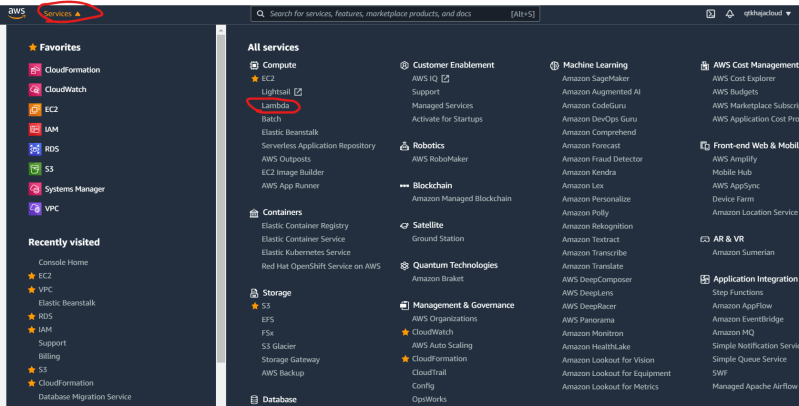 aws
Services ▲
Search for services, features, marketplace products, and docs
[Alt+S]
qtkhajacloud ▼
Favorites
CloudFormation
CloudWatch
EC2
IAM
RDS
S3
Systems Manager
VPC
Recently visited
Console Home
EC2
VPC
Elastic Beanstalk
RDS
IAM
Support
Billing
S3
CloudFormation
Database Migration Service
All services
Compute
EC2
Lightsail
Lambda
Batch
Elastic Beanstalk
Serverless Application Repository
AWS Outposts
EC2 Image Builder
AWS App Runner
Containers
Elastic Container Registry
Elastic Container Service
Elastic Kubernetes Service
Red Hat OpenShift Service on AWS
Storage
S3
EFS
FSx
S3 Glacier
Storage Gateway
AWS Backup
Database
Customer Enablement
AWS IQ
Support
Managed Services
Activate for Startups
Robotics
AWS RoboMaker
Blockchain
Amazon Managed Blockchain
Satellite
Ground Station
Quantum Technologies
Amazon Braket
Management & Governance
AWS Organizations
CloudWatch
AWS Auto Scaling
CloudFormation
CloudTrail
Config
OpsWorks
Machine Learning
Amazon SageMaker
Amazon Augmented AI
Amazon CodeGuru
Amazon DevOps Guru
Amazon Comprehend
Amazon Forecast
Amazon Fraud Detector
Amazon Kendra
Amazon Lex
Amazon Personalize
Amazon Polly
Amazon Rekognition
Amazon Textract
Amazon Transcribe
Amazon Translate
AWS DeepComposer
AWS DeepLens
AWS DeepRacer
AWS Panorama
Amazon Monitron
Amazon HealthLake
Amazon Lookout for Vision
Amazon Lookout for Equipment
Amazon Lookout for Metrics
AWS Cost Management
AWS Cost Explorer
AWS Budgets
AWS Marketplace Subscri
AWS Application Cost Pro
Front-end Web & Mobil
AWS Amplify
Mobile Hub
AWS AppSync
Device Farm
Amazon Location Service
AR & VR
Amazon Sumerian
Application Integration
Step Functions
Amazon AppFlow
Amazon EventBridge
Amazon MQ
Simple Notification Servic
Simple Queue Service
SWF
Managed Apache Airflow